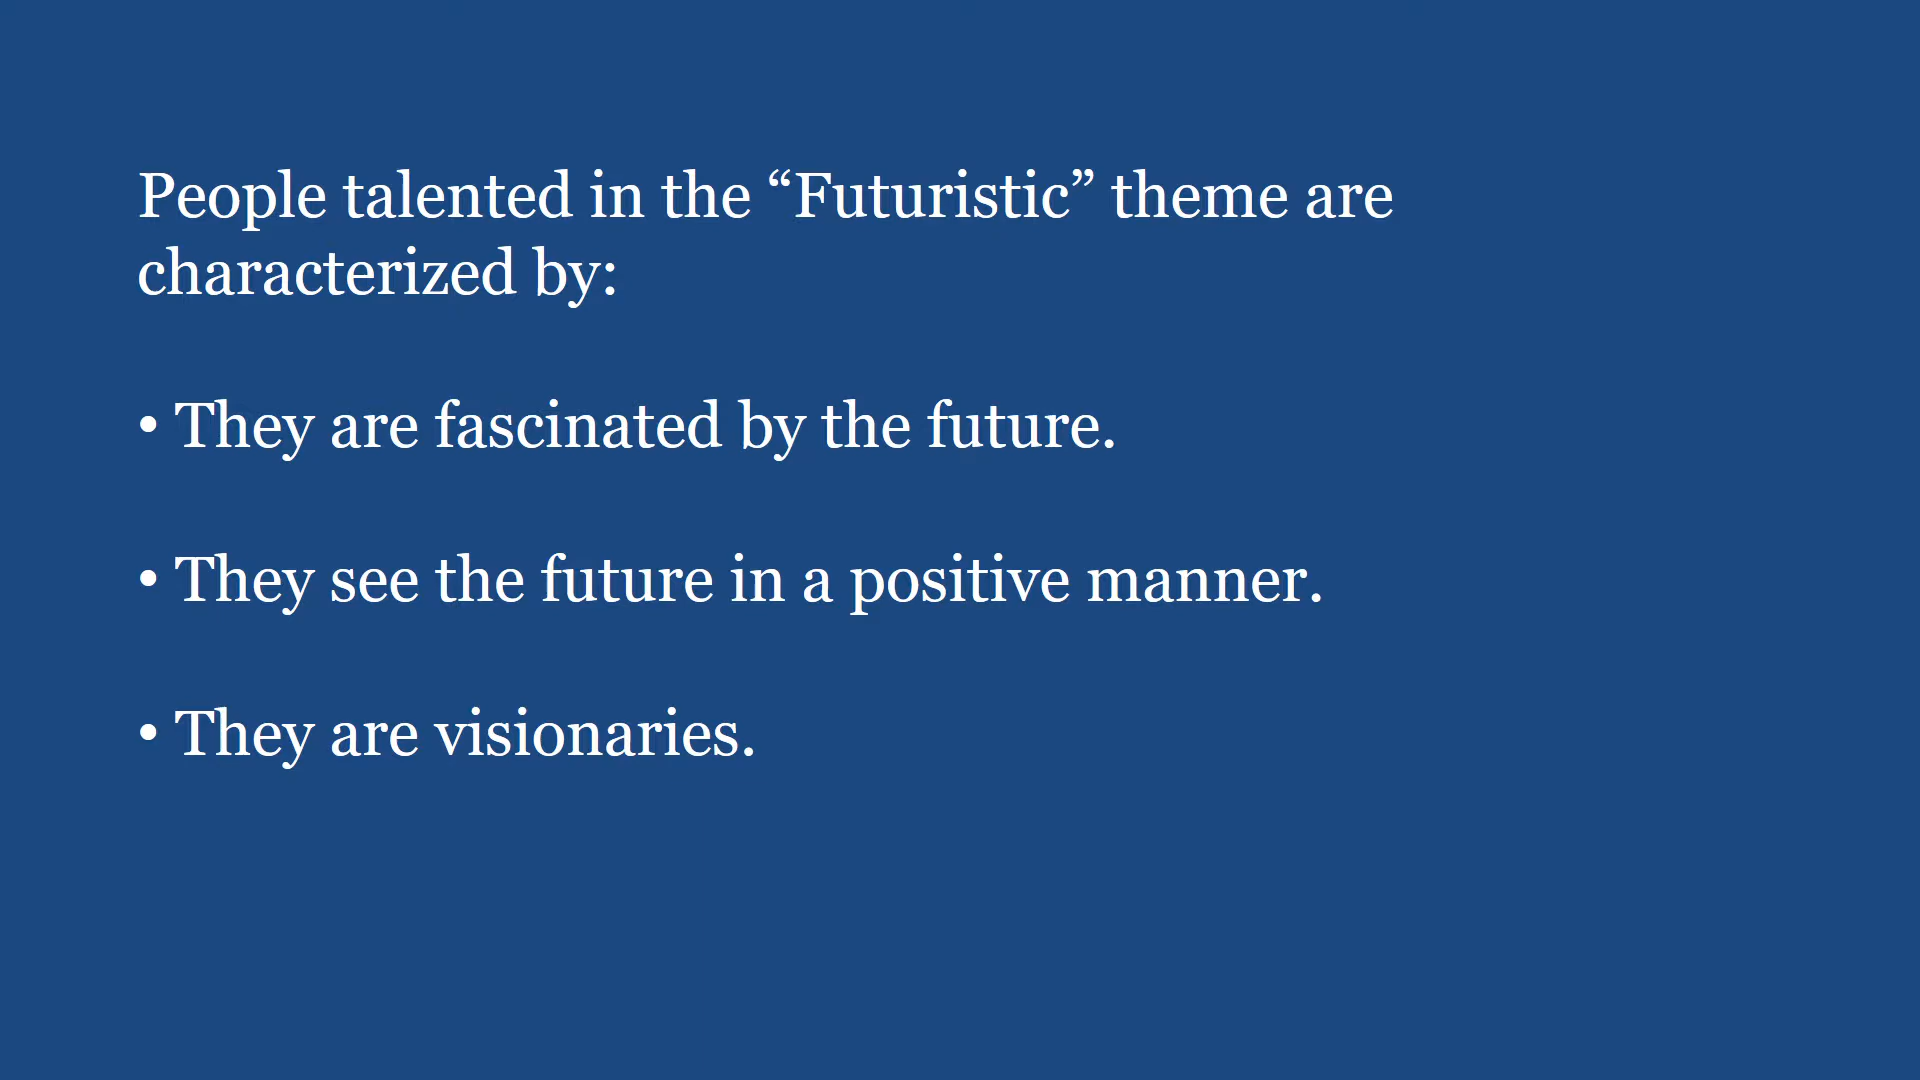 People talented in the “Futuristic” theme are
characterized by:
• They are fascinated by the future.
• They see the future in a positive manner.
• They are visionaries.